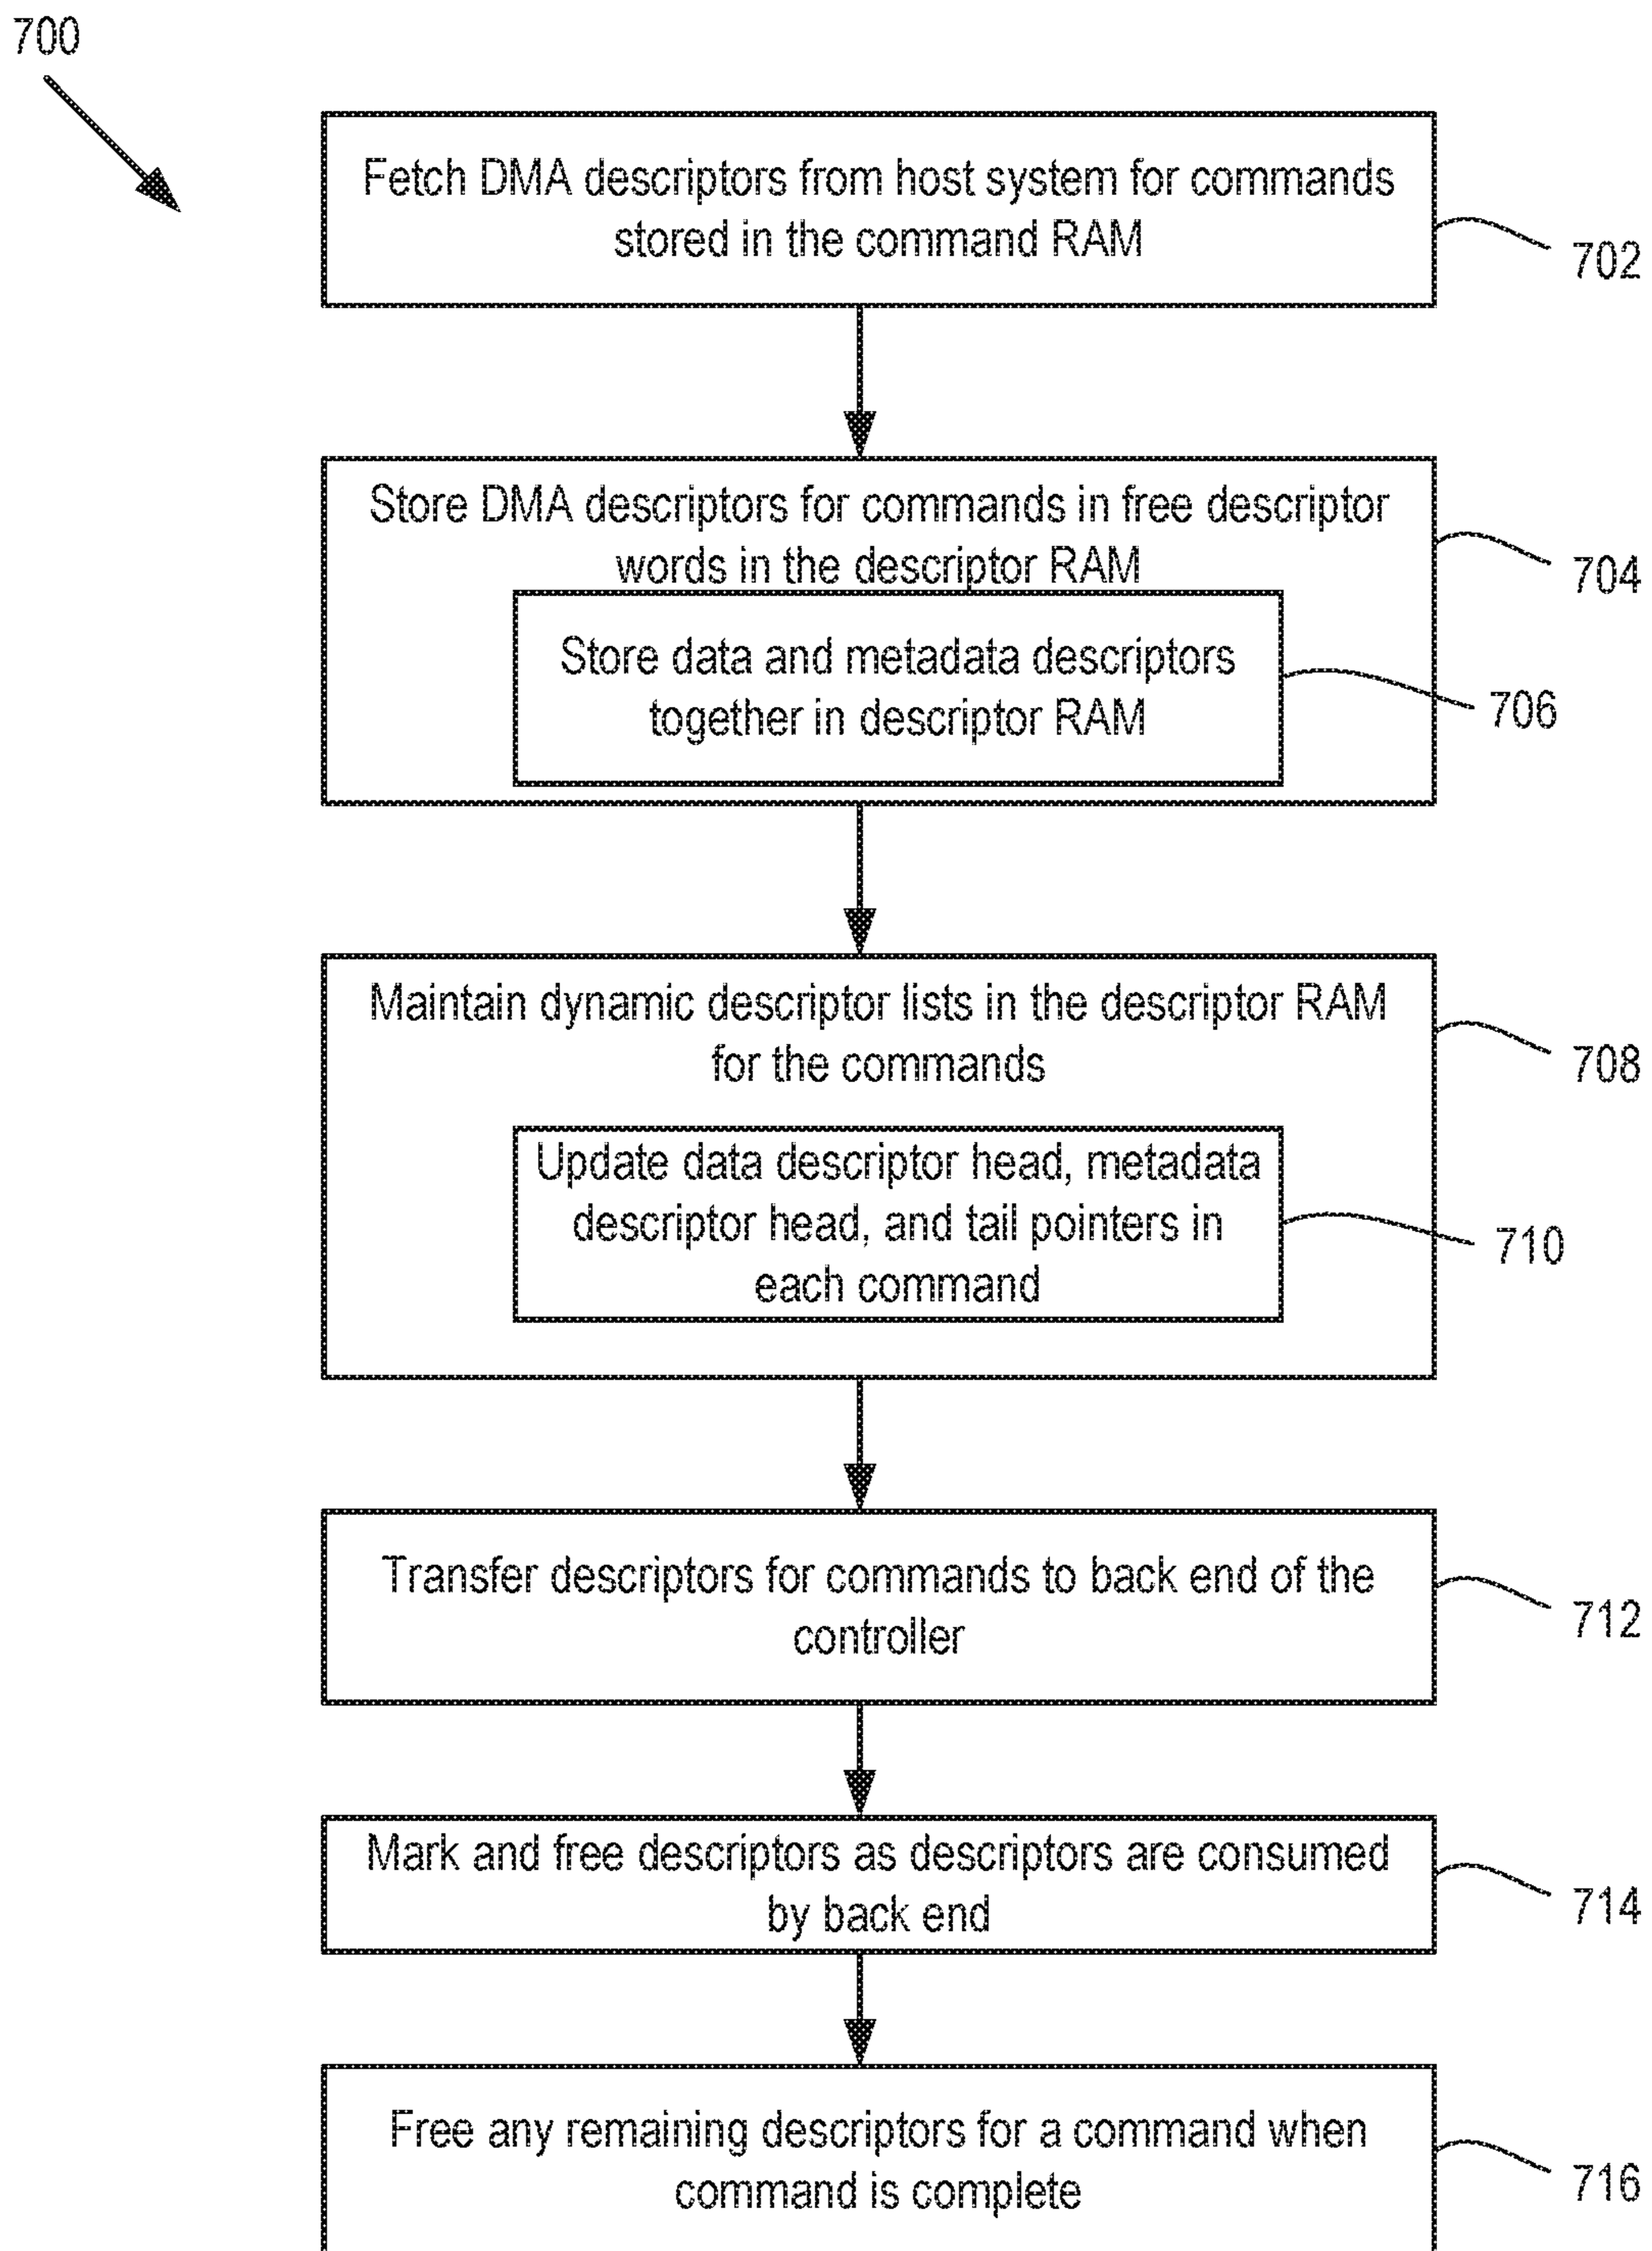 700
Fetch DMA descriptors from host system for commands
stored in the command RAM
702
Store DMA descriptors for commands in free descriptor
words in the descriptor RAM
704
Store data and metadata descriptors
together in descriptor RAM
706
Maintain dynamic descriptor lists in the descriptor RAM
for the commands
708
Update data descriptor head, metadata
descriptor head, and tail pointers in
each command
710
Transfer descriptors for commands to back end of the
controller
712
Mark and free descriptors as descriptors are consumed
by back end
714
Free any remaining descriptors for a command when
command is complete
716